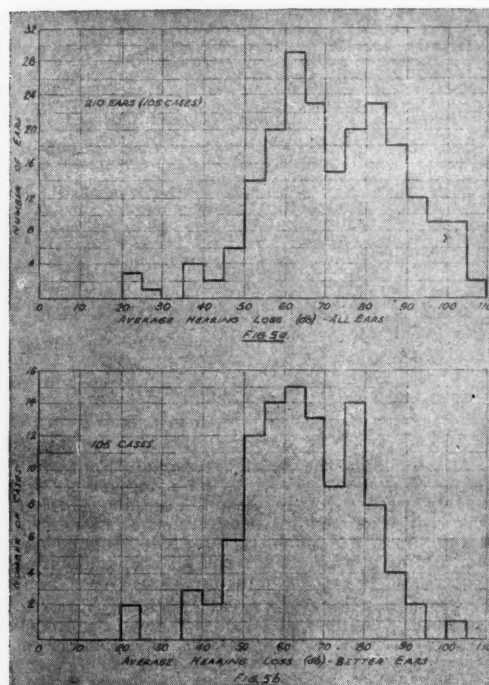 32
28
24
20
16
12
8
4
NUMBER OF EARS
210 EARS (105 CASES)
0 10 20 30 40 50 60 70 80 90 100 110
AVERAGE HEARING LOSS (db) - ALL EARS
FIG. 5a.
16
14
12
10
8
6
4
2
NUMBER OF CASES
105 CASES.
0 10 20 30 40 50 60 70 80 90 100 110
AVERAGE HEARING LOSS (db) - BETTER EARS
FIG. 5b